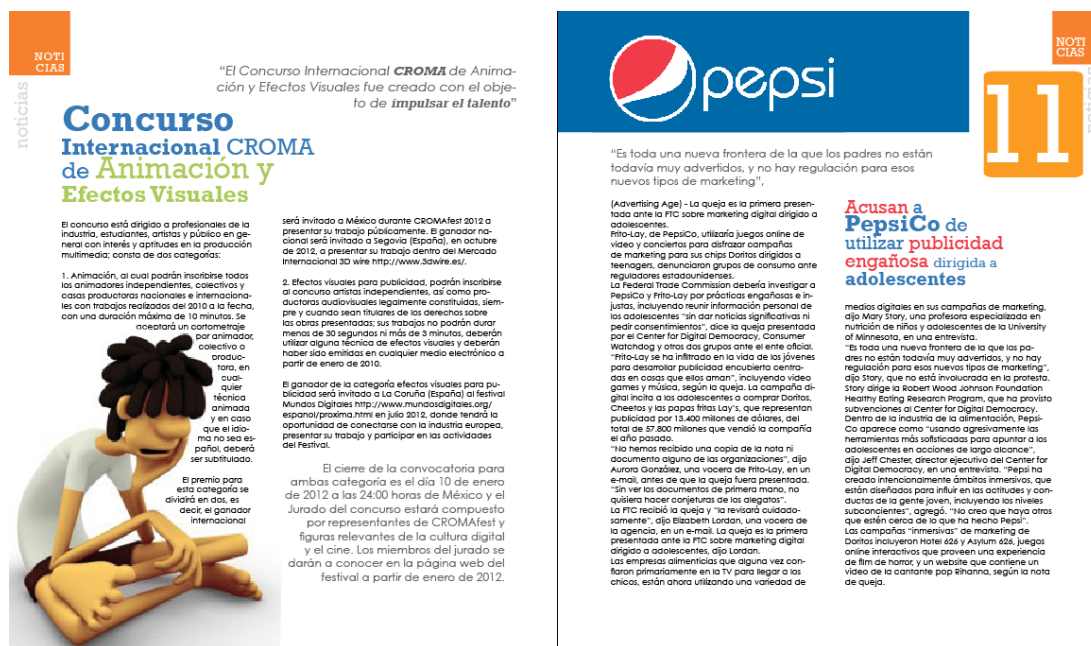 NOTI
CIAS
noticias
“El Concurso Internacional CROMA de Anima-
ción y Efectos Visuales fue creado con el obje-
to de impulsar el talento”
Concurso
Internacional CROMA
de Animación y
Efectos Visuales
El concurso está dirigido a profesionales de la
industria, estudiantes, artistas y público en ge-
neral con interés y aptitudes en la producción
multimedia; consta de dos categorías:
1. Animación, al cual podrán inscribirse todos
los animadores independientes, colectivos y
casas productoras nacionales e internaciona-
les con trabajos realizados del 2010 a la fecha,
con una duración máxima de 10 minutos. Se
aceptará un cortometraje
por animador,
colectivo o
produc-
tora, en
cual-
quier
técnica
animada
y en caso
que el idio-
ma no sea es-
pañol, deberá
ser subtitulado.
El premio para
esta categoría se
dividirá en dos, es
decir, el ganador
internacional
será invitado a México durante CROMAfest 2012 a
presentar su trabajo públicamente. El ganador na-
cional será invitado a Segovia (España), en octubre
de 2012, a presentar su trabajo dentro del Mercado
Internacional 3D wire http://www.3dwire.es/.
2. Efectos visuales para publicidad, podrán inscribirse
al concurso artistas independientes, así como pro-
ductoras audiovisuales legalmente constituidas, siem-
pre y cuando sean titulares de los derechos sobre
las obras presentadas; sus trabajos no podrán durar
menos de 30 segundos ni más de 3 minutos, deberán
utilizar alguna técnica de efectos visuales y deberán
haber sido emitidas en cualquier medio electrónico a
partir de enero de 2010.
El ganador de la categoría efectos visuales para pu-
blicidad será invitado a La Coruña (España) al festival
Mundos Digitales http://www.mundosdigitales.org/
espanol/proxima.html en julio 2012, donde tendrá la
oportunidad de conectarse con la industria europea,
presentar su trabajo y participar en las actividades
del Festival.
El cierre de la convocatoria para
ambas categoría es el día 10 de enero
de 2012 a las 24:00 horas de México y el
Jurado del concurso estará compuesto
por representantes de CROMAfest y
figuras relevantes de la cultura digital
y el cine. Los miembros del jurado se
darán a conocer en la página web del
festival a partir de enero de 2012.
pepsi
NOTI
CIAS
noticias
11
“Es toda una nueva frontera de la que los padres no están
todavía muy advertidos, y no hay regulación para esos
nuevos tipos de marketing”,
(Advertising Age) - La queja es la primera presen-
tada ante la FTC sobre marketing digital dirigido a
adolescentes.
Frito-Lay, de PepsiCo, utilizaría juegos online de
video y conciertos para disfrazar campañas
de marketing para sus chips Doritos dirigidos a
teenagers, denunciaron grupos de consumo ante
reguladores estadounidenses.
La Federal Trade Commission debería investigar a
PepsiCo y Frito-Lay por prácticas engañosas e in-
justas, incluyendo reunir información personal de
los adolescentes “sin dar noticias significativas ni
pedir consentimientos”, dice la queja presentada
por el Center for Digital Democracy, Consumer
Watchdog y otros dos grupos ante el ente oficial.
“Frito-Lay se ha infiltrado en la vida de los jóvenes
para desarrollar publicidad encubierta centra-
das en cosas que ellos aman”, incluyendo video
games y música, según la queja. La campaña di-
gital incita a los adolescentes a comprar Doritos,
Cheetos y las papas fritas Lay’s, que representan
publicidad por 13.400 millones de dólares, del
total de 57.800 millones que vendió la compañía
el año pasado.
“No hemos recibido una copia de la nota ni
documento alguno de las organizaciones”, dijo
Aurora González, una vocera de Frito-Lay, en un
e-mail, antes de que la queja fuera presentada.
“Sin ver los documentos de primera mano, no
quisiera hacer conjeturas de los alegatos”.
La FTC recibió la queja y “la revisará cuidado-
samente”, dijo Elizabeth Lordan, una vocera de
la agencia, en un e-mail. La queja es la primera
presentada ante la FTC sobre marketing digital
dirigido a adolescentes, dijo Lordan.
Las empresas alimenticias que alguna vez con-
fiaron primariamente en la TV para llegar a los
chicos, están ahora utilizando una variedad de
Acusan a
PepsiCo de
utilizar publicidad
engañosa dirigida a
adolescentes
medios digitales en sus campañas de marketing,
dijo Mary Story, una profesora especializada en
nutrición de niños y adolescentes de la University
of Minnesota, en una entrevista.
“Es toda una nueva frontera de la que los pa-
dres no están todavía muy advertidos, y no hay
regulación para esos nuevos tipos de marketing”,
dijo Story, que no está involucrada en la protesta.
Story dirige la Robert Wood Johnson Foundation
Healthy Eating Research Program, que ha provisto
subvenciones al Center for Digital Democracy.
Dentro de la industria de la alimentación, Pepsi-
Co aparece como “usando agresivamente las
herramientas más sofisticadas para apuntar a los
adolescentes en acciones de largo alcance”,
dijo Jeff Chester, director ejecutivo del Center for
Digital Democracy, en una entrevista. “Pepsi ha
creado intencionalmente ámbitos inmersivos, que
están diseñados para influir en las actitudes y con-
ductas de la gente joven, incluyendo los niveles
subconcientes”, agregó. “No creo que haya otros
que estén cerca de lo que ha hecho Pepsi”.
Las campañas “inmersivas” de marketing de
Doritos incluyeron Hotel 626 y Asylum 626, juegos
online interactivos que proveen una experiencia
de film de horror, y un website que contiene un
video de la cantante pop Rihanna, según la nota
de queja.